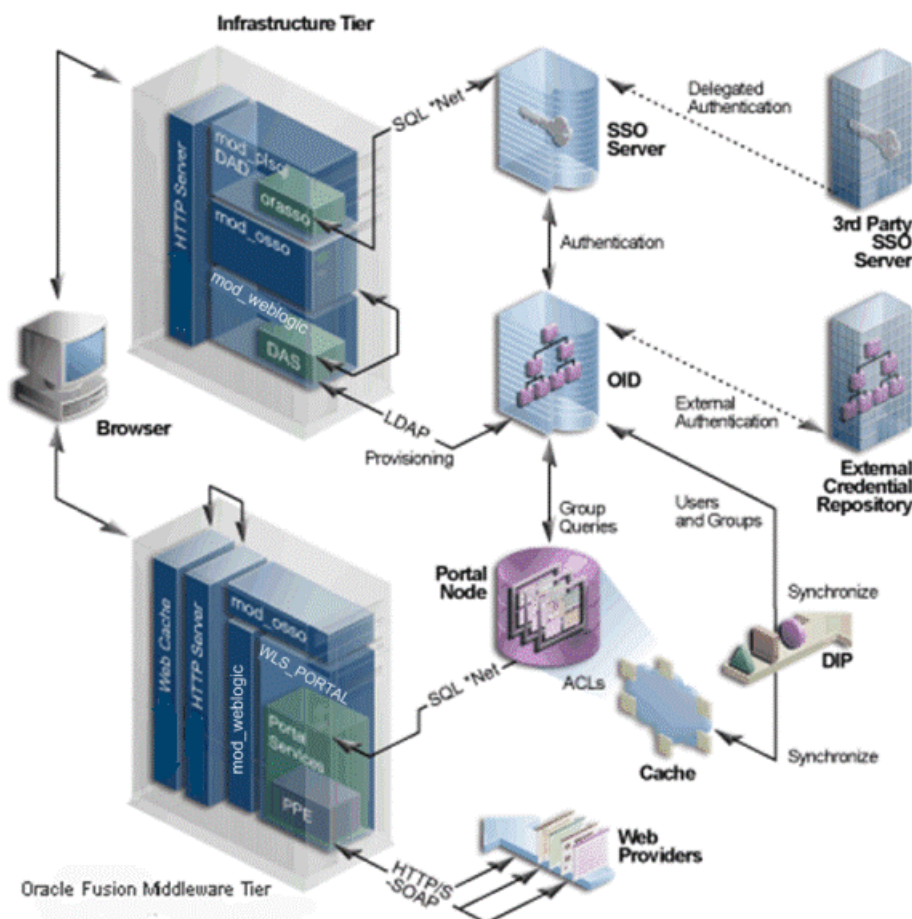 Infrastructure Tier
HTTP Server
mod_plsql
DAD
orasso
mod_osso
mod_weblogic
DAS
SQL *Net
SSO
Server
Delegated
Authentication
3rd Party
SSO
Server
Authentication
Browser
LDAP
Provisioning
OID
External
Authentication
External
Credential
Repository
Group
Queries
Users
and Groups
Portal
Node
Synchronize
DIP
Web Cache
HTTP Server
mod_osso
mod_weblogic
WLS_PORTAL
Portal
Services
PPE
SQL *Net
ACLs
Cache
Synchronize
HTTP/S
-SOAP
Web
Providers
Oracle Fusion Middleware Tier